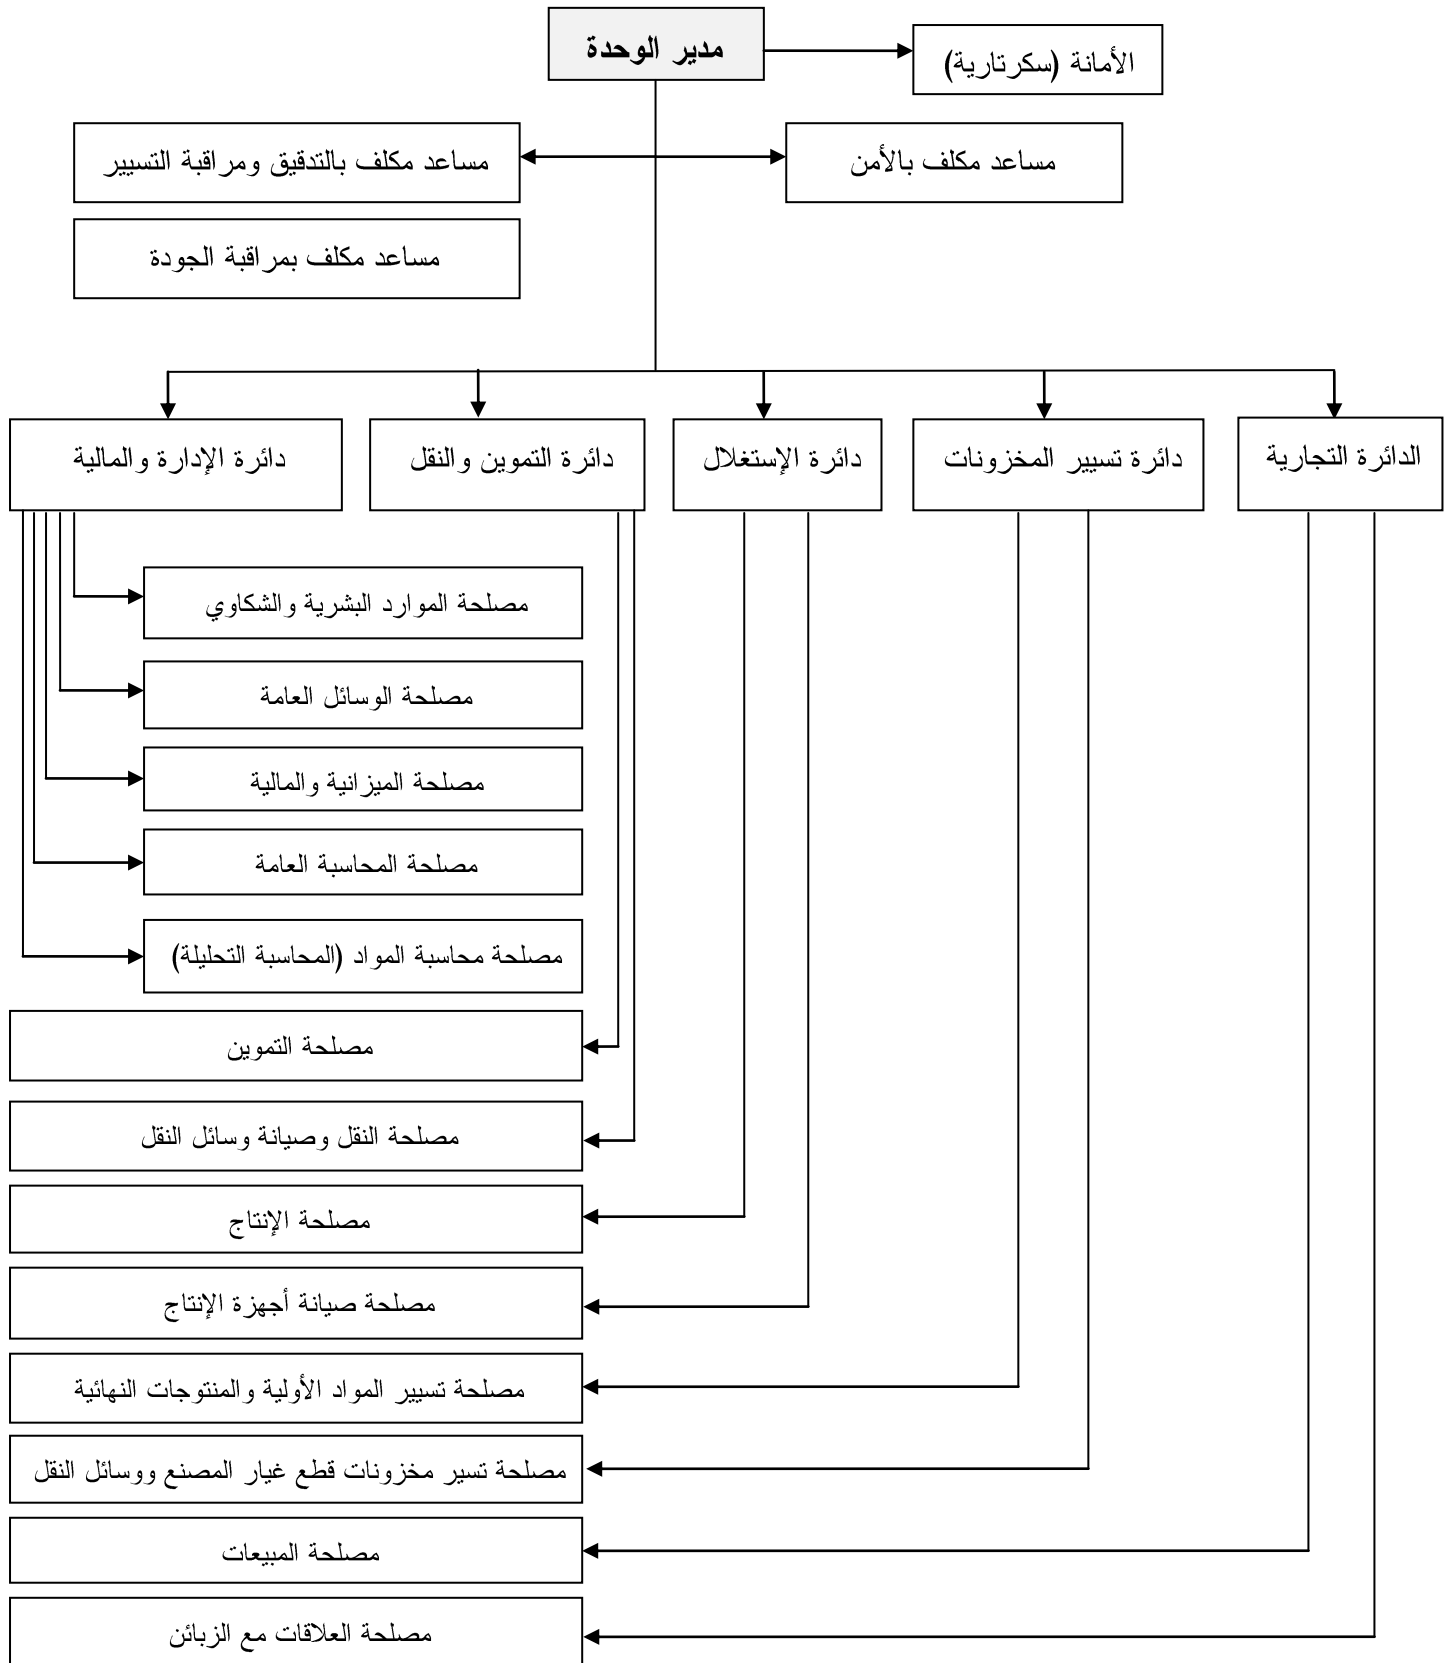 مدير الوحدة
الأمانة (سكرتارية)
مساعد مكلف بالأمن
مساعد مكلف بالتدقيق ومراقبة التسيير
مساعد مكلف بمراقبة الجودة
الدائرة التجارية
دائرة تسيير المخزونات
دائرة الإستغلال
دائرة التموين والنقل
دائرة الإدارة والمالية
مصلحة الموارد البشرية والشكاوي
مصلحة الوسائل العامة
مصلحة الميزانية والمالية
مصلحة المحاسبة العامة
مصلحة محاسبة المواد (المحاسبة التحليلة)
مصلحة التموين
مصلحة النقل وصيانة وسائل النقل
مصلحة الإنتاج
مصلحة صيانة أجهزة الإنتاج
مصلحة تسيير المواد الأولية والمنتوجات النهائية
مصلحة تسير مخزونات قطع غيار المصنع ووسائل النقل
مصلحة المبيعات
مصلحة العلاقات مع الزبائن